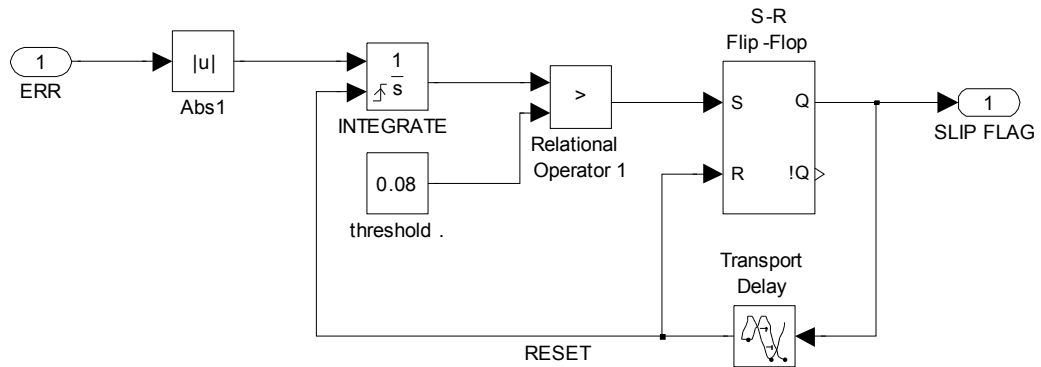 S-R
Flip -Flop
1
ERR
|u|
Abs1
1
s
INTEGRATE
>
Relational
Operator 1
S
R
Q
!Q
1
SLIP FLAG
0.08
threshold .
Transport
Delay
RESET